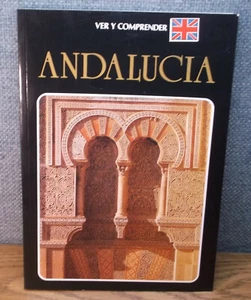 VER Y COMPRENDER
ANDALUCIA